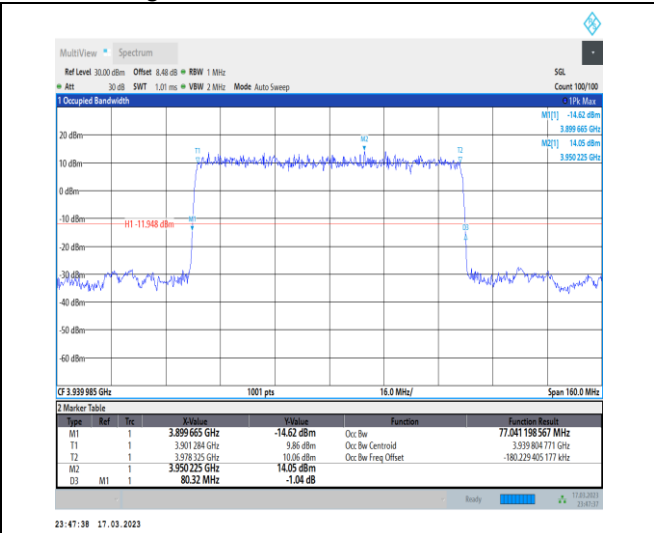 MultiView Spectrum
Ref Level 30.00 dBm Offset 8.48 dB RBW 1 MHz SGL
Att 30 dB SWT 1.01 ms VBW 2 MHz Mode Auto Sweep Count 100/100
1 Occupied Bandwidth 1Pk Max
M1[1] -14.62 dBm
3.899 665 GHz
20 dBm M2 M2[1] 14.05 dBm
T1 T2 3.950 225 GHz
10 dBm
0 dBm
-10 dBm M1
H1 -11.948 dBm D3
-20 dBm
-30 dBm
-40 dBm
-50 dBm
-60 dBm
CF 3.939 985 GHz 1001 pts 16.0 MHz/ Span 160.0 MHz
2 Marker Table
Type Ref Trc X-Value Y-Value Function Function Result
M1 1 3.899 665 GHz -14.62 dBm Occ Bw 77.041 198 567 MHz
T1 1 3.901 284 GHz 9.86 dBm Occ Bw Centroid 3.939 804 771 GHz
T2 1 3.978 325 GHz 10.06 dBm Occ Bw Freq Offset -180.229 405 177 kHz
M2 1 3.950 225 GHz 14.05 dBm
D3 M1 1 80.32 MHz -1.04 dB
Ready 17.03.2023
23:47:37
23:47:38 17.03.2023